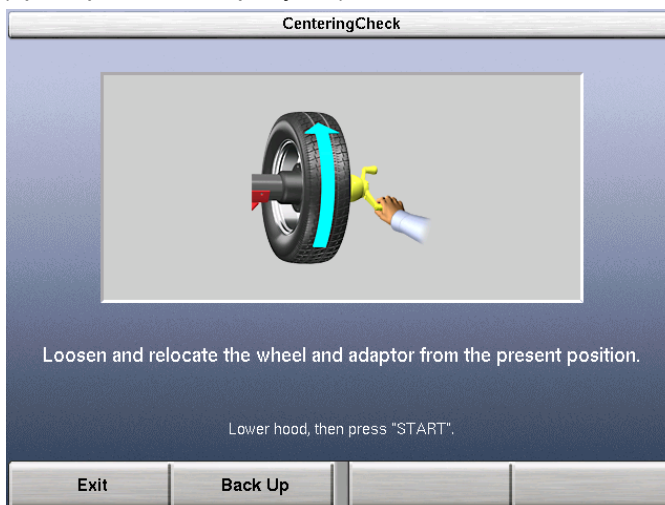 CenteringCheck
Loosen and relocate the wheel and adaptor from the present position.
Lower hood, then press "START".
Exit
Back Up